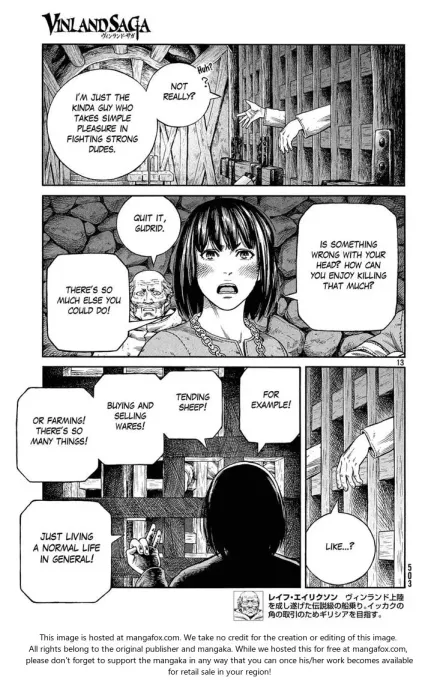 VINLAND SAGA
ヴィンランド・サガ
Huh?
?
NOT
REALLY?
I'M JUST THE
KINDA GUY WHO
TAKES SIMPLE
PLEASURE IN
FIGHTING STRONG
DUDES.
QUIT IT,
GUDRID.
IS SOMETHING
WRONG WITH
YOUR
HEAD? HOW CAN
YOU ENJOY KILLING
THAT MUCH?
THERE'S SO
MUCH ELSE YOU
COULD DO!
13
FOR
EXAMPLE!
TENDING
SHEEP!
BUYING AND
SELLING
WARES!
OR FARMING!
THERE'S SO
MANY THINGS!
JUST LIVING
A NORMAL LIFE
IN GENERAL!
LIKE...?
503
レイフ・エイリクソン ヴィンランド上陸
を成し遂げた伝説級の船乗り。イッカクの
角の取引のためギリシアを目指す。
This image is hosted at mangafox.com. We take no credit for the creation or editing of this image.
All rights belong to the original publisher and mangaka. While we hosted this for free at mangafox.com,
please don't forget to support the mangaka in any way that you can once his/her work becomes available
for retail sale in your region!